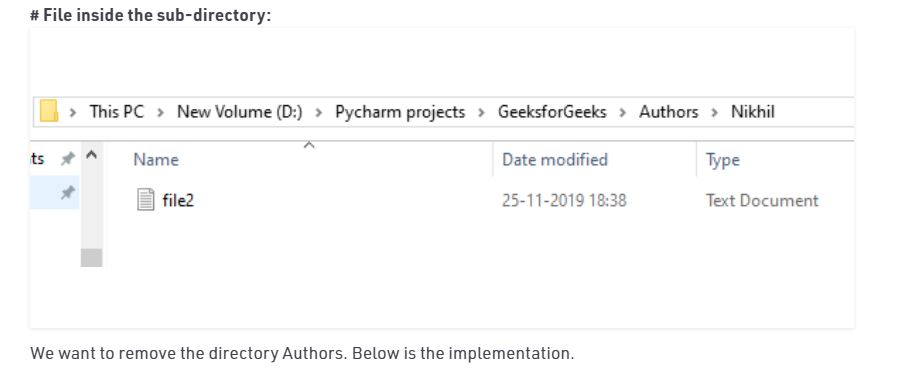 # File inside the sub-directory:
This PC > New Volume (D:) > Pycharm projects > GeeksforGeeks > Authors > Nikhil
ts Name Date modified Type
file2 25-11-2019 18:38 Text Document
We want to remove the directory Authors. Below is the implementation.